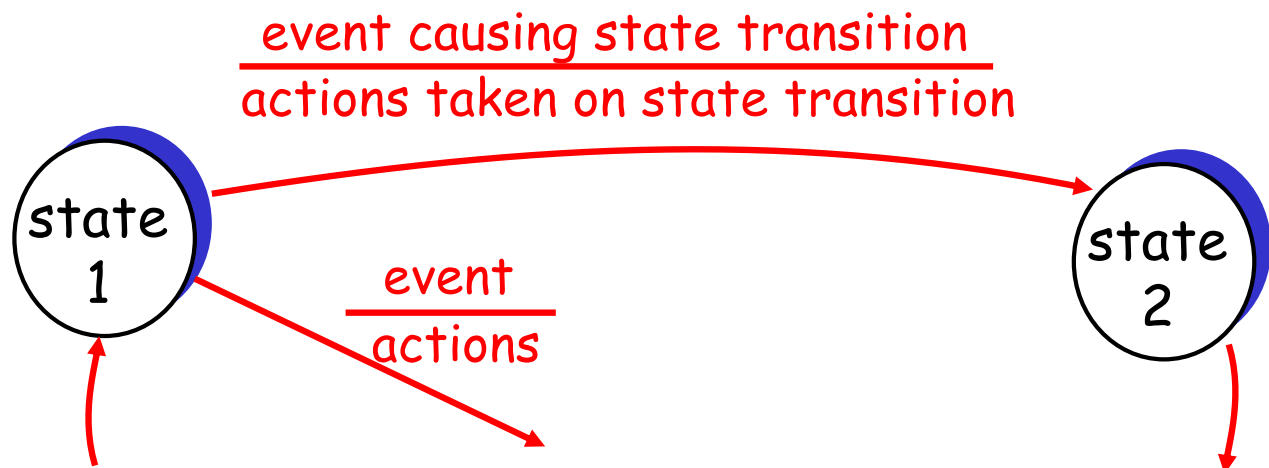 event causing state transition
actions taken on state transition
state
1
state
2
event
actions